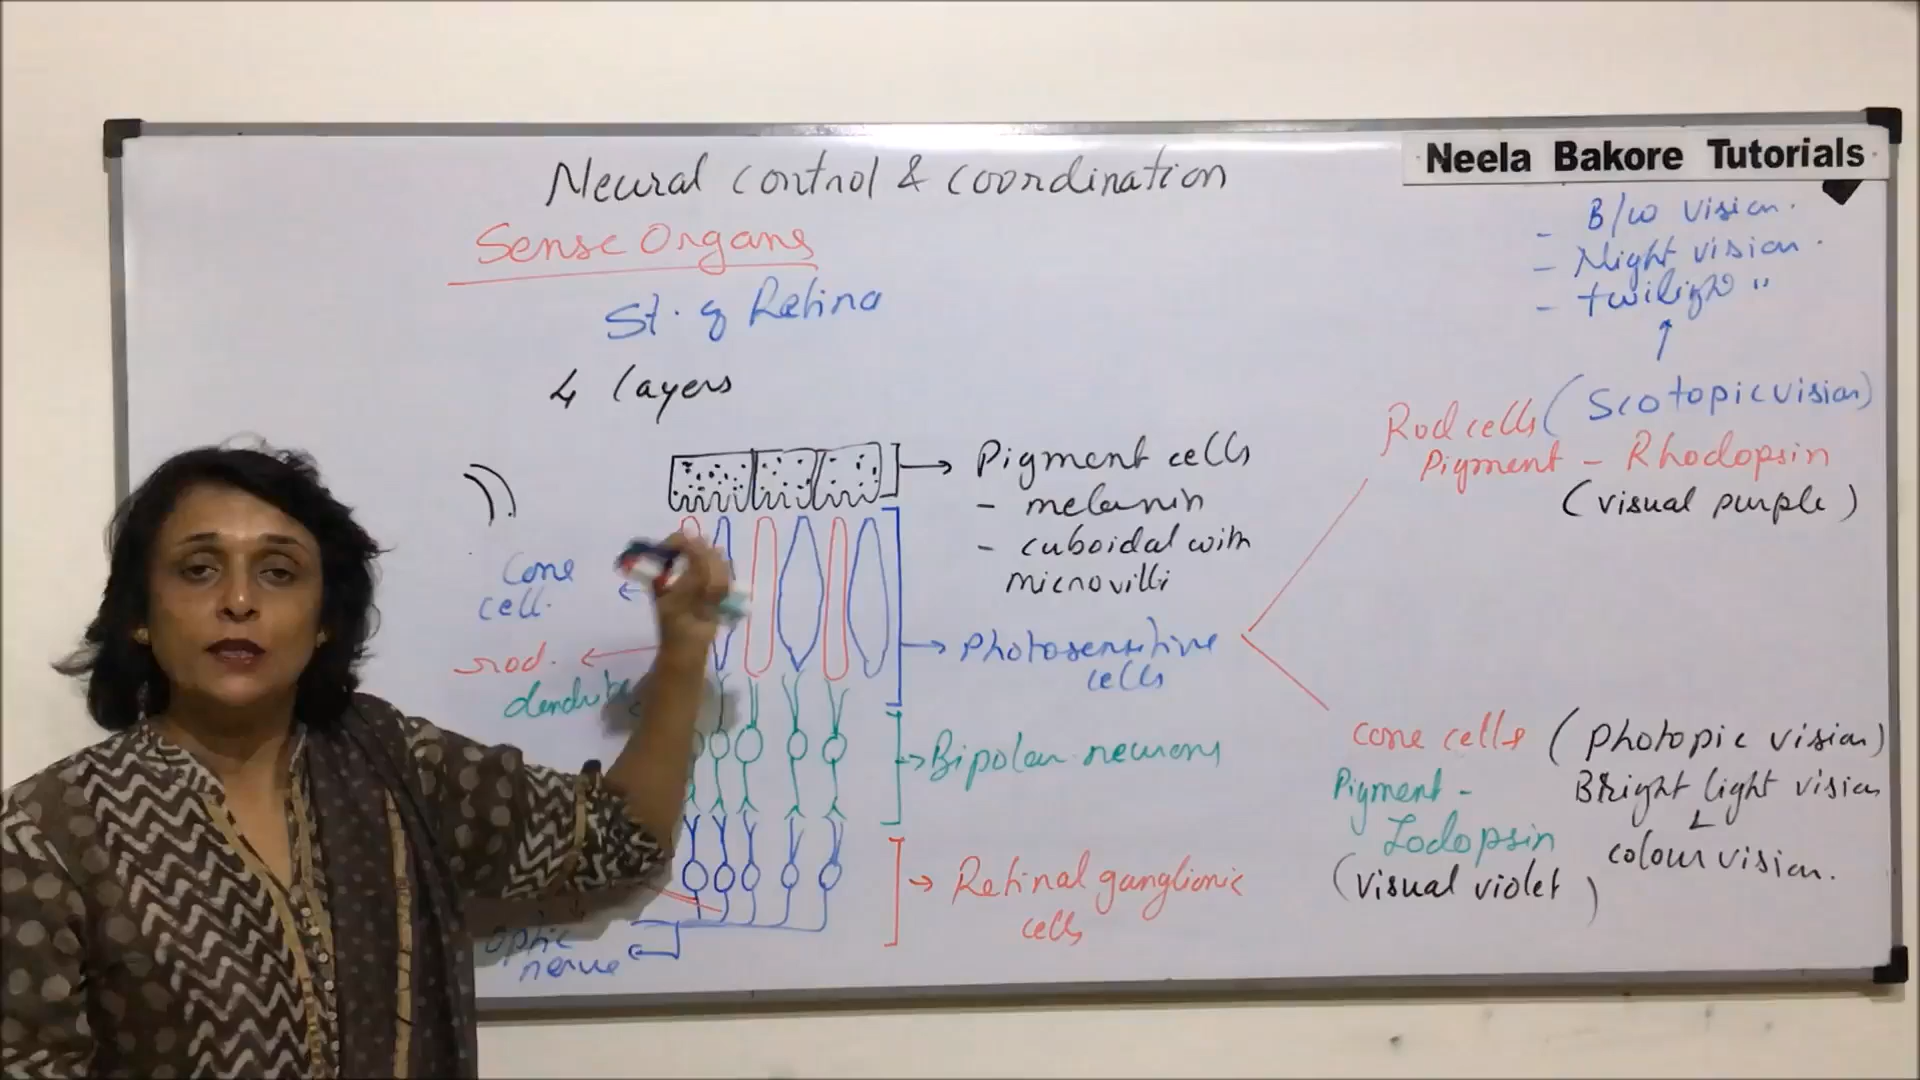 Neela Bakore Tutorials
Neural control & coordination
Sense Organs
St. of Retina
4 layers
- B/W vision.
- Night vision.
- twilight "
Rod cells (Scotopic vision)
Pigment - Rhodopsin
(visual purple)
Pigment cells
- melanin
- cuboidal with
microvilli
cone
cell.
rod.
Photosensitive
cells
Bipolar neurons
cone cells (Photopic vision)
Pigment -
Iodopsin
(visual violet)
Bright light vision
colour vision.
Retinal ganglionic
cells
optic
nerve